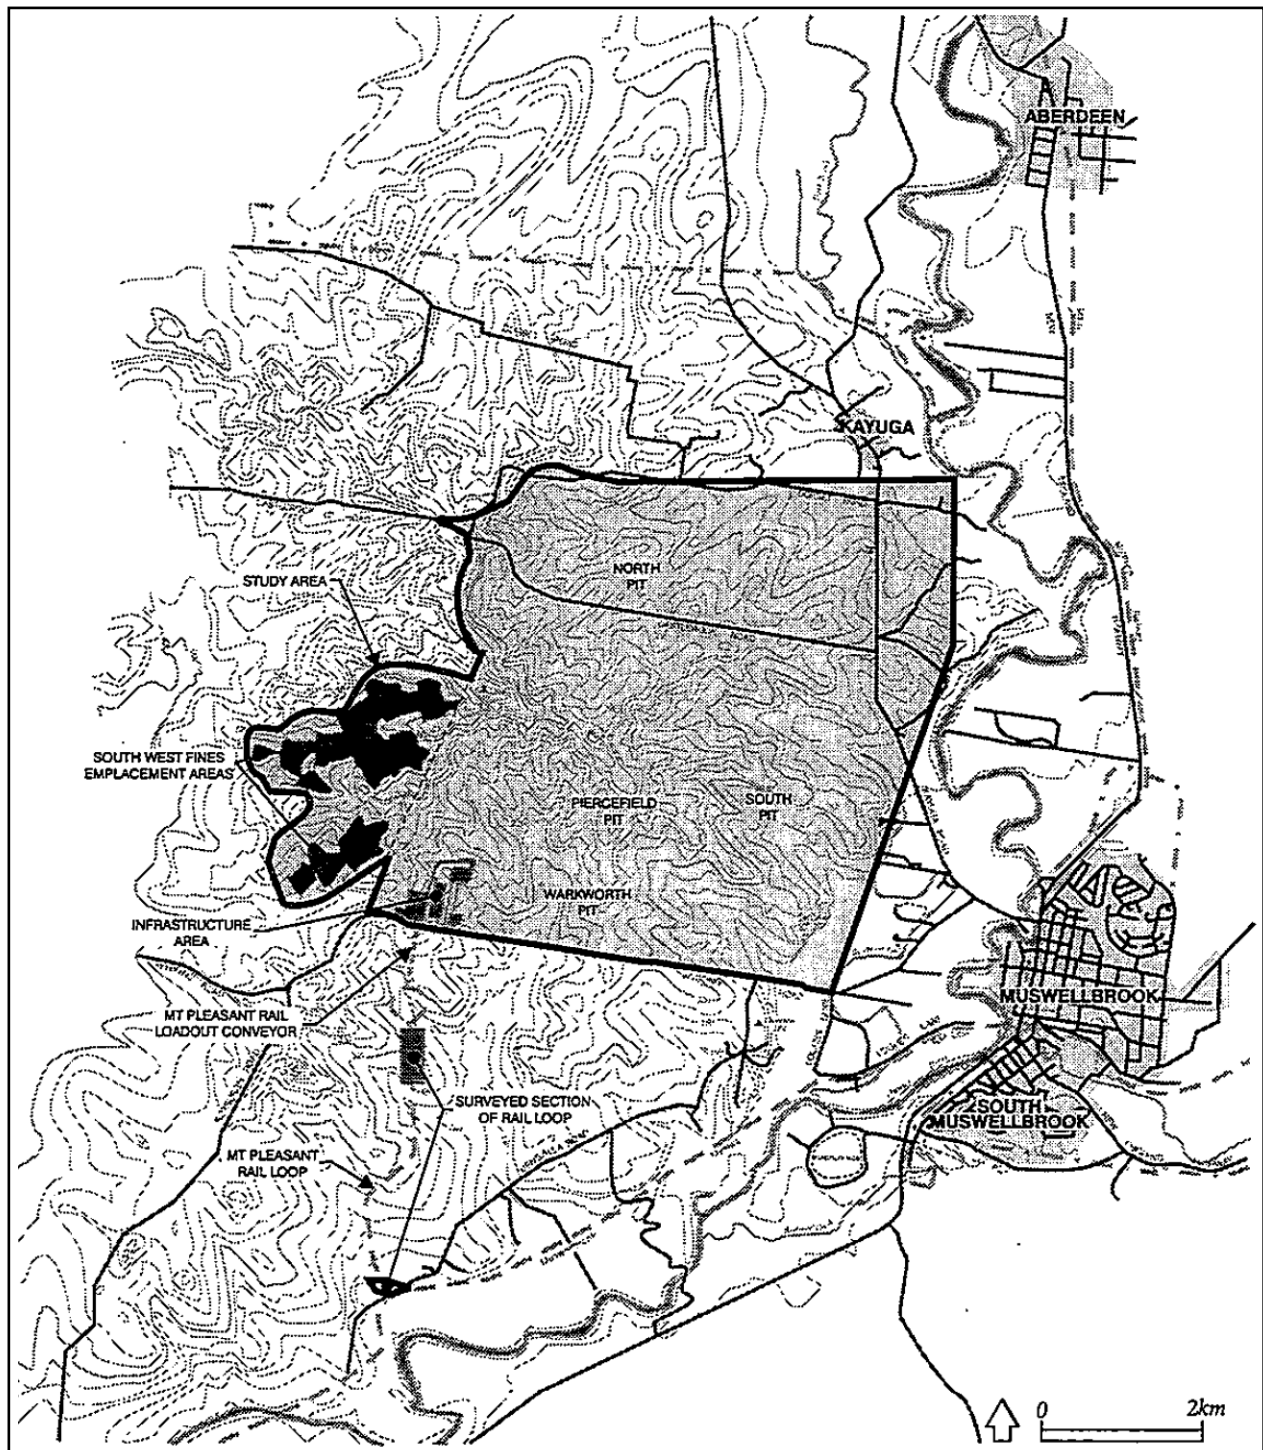 ABERDEEN
KAYUGA
NORTH
PIT
STUDY AREA
ROAD
SOUTH WEST FINES
EMPLACEMENT AREAS
PIERCEFIELD
PIT
SOUTH
PIT
WARKWORTH
PIT
INFRASTRUCTURE
AREA
MUSWELLBROOK
MT PLEASANT RAIL
LOADOUT CONVEYOR
SURVEYED SECTION
OF RAIL LOOP
SOUTH
MUSWELLBROOK
MT PLEASANT
RAIL LOOP
ROAD
0 2km